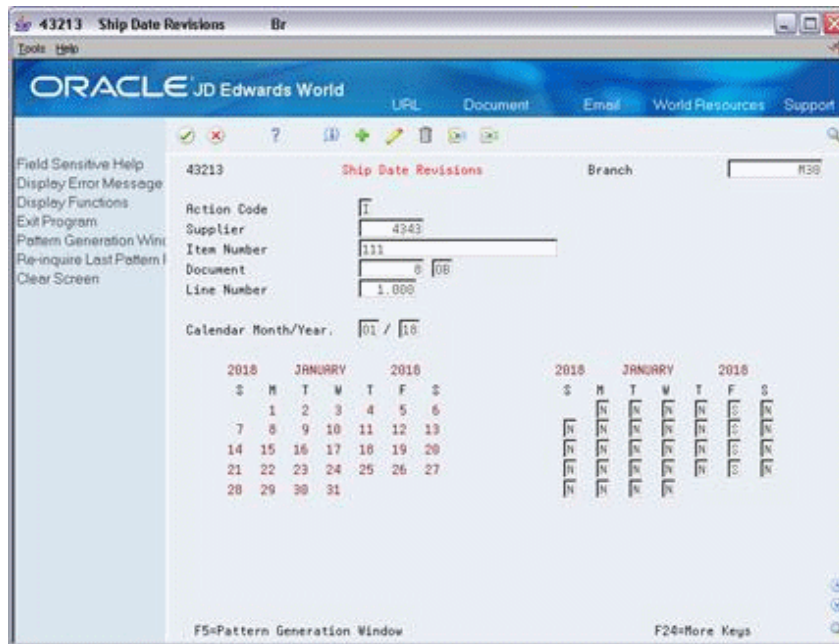 43213 Ship Date Revisions Br
Tools Help
ORACLE JD Edwards World
URL Document Email World Resources Support
Field Sensitive Help
Display Error Message
Display Functions
Exit Program
Pattern Generation
Re-inquire Last Pattern
Clear Screen
43213 Ship Date Revisions Branch M30
Action Code I
Supplier 4343
Item Number 111
Document 8 OB
Line Number 1.000
Calendar Month/Year. 01 / 18
2018 JANUARY 2018 2018 JANUARY 2018
S M T W T F S S M T W T F S
1 2 3 4 5 6 N N N N S N
7 8 9 10 11 12 13 N N N N N S N
14 15 16 17 18 19 20 N N N N N S N
21 22 23 24 25 26 27 N N N N N S N
28 29 30 31 N N N N
F5=Pattern Generation Window F24=More Keys